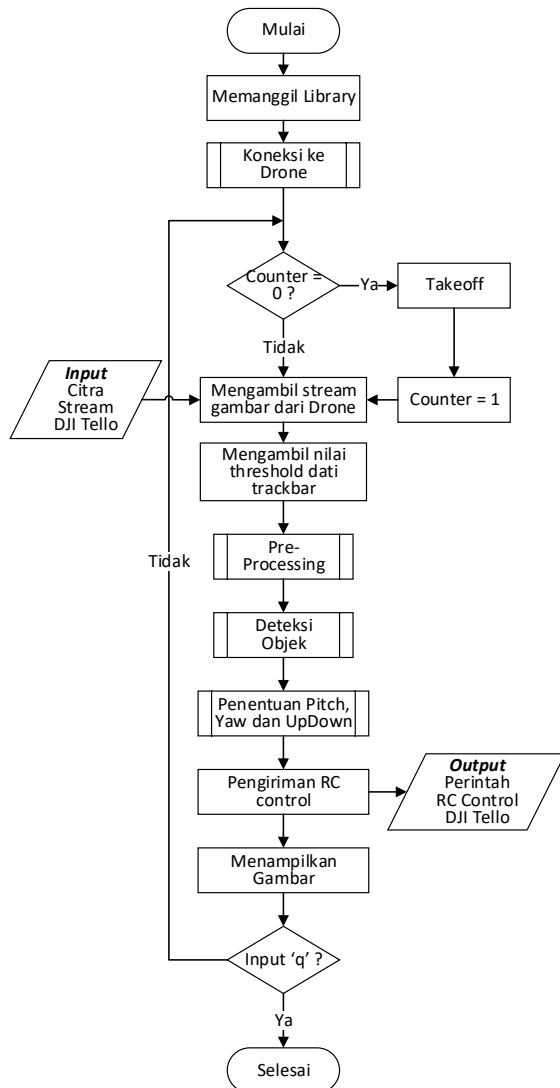 Mulai
Memanggil Library
Koneksi ke
Drone
Counter =
0 ?
Ya
Takeoff
Tidak
Input
Citra
Stream
DJI Tello
Mengambil stream
gambar dari Drone
Counter = 1
Mengambil nilai
threshold dati
trackbar
Tidak
Pre-
Processing
Deteksi
Objek
Penentuan Pitch,
Yaw dan UpDown
Pengiriman RC
control
Output
Perintah
RC Control
DJI Tello
Menampilkan
Gambar
Input ‘q’ ?
Ya
Selesai